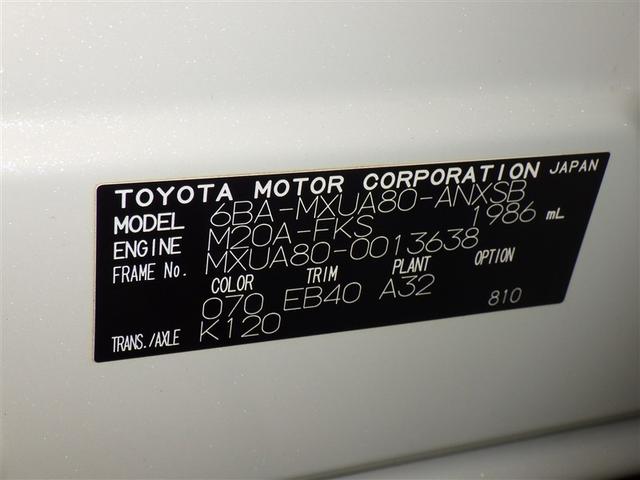 TOYOTA MOTOR CORPORATION JAPAN
MODEL 6BA-MXUA80-ANXSB
ENGINE M20A-FKS 1986 mL
FRAME No. MXUA80-0013638
COLOR TRIM PLANT OPTION
070 EB40 A32 810
TRANS./AXLE K120